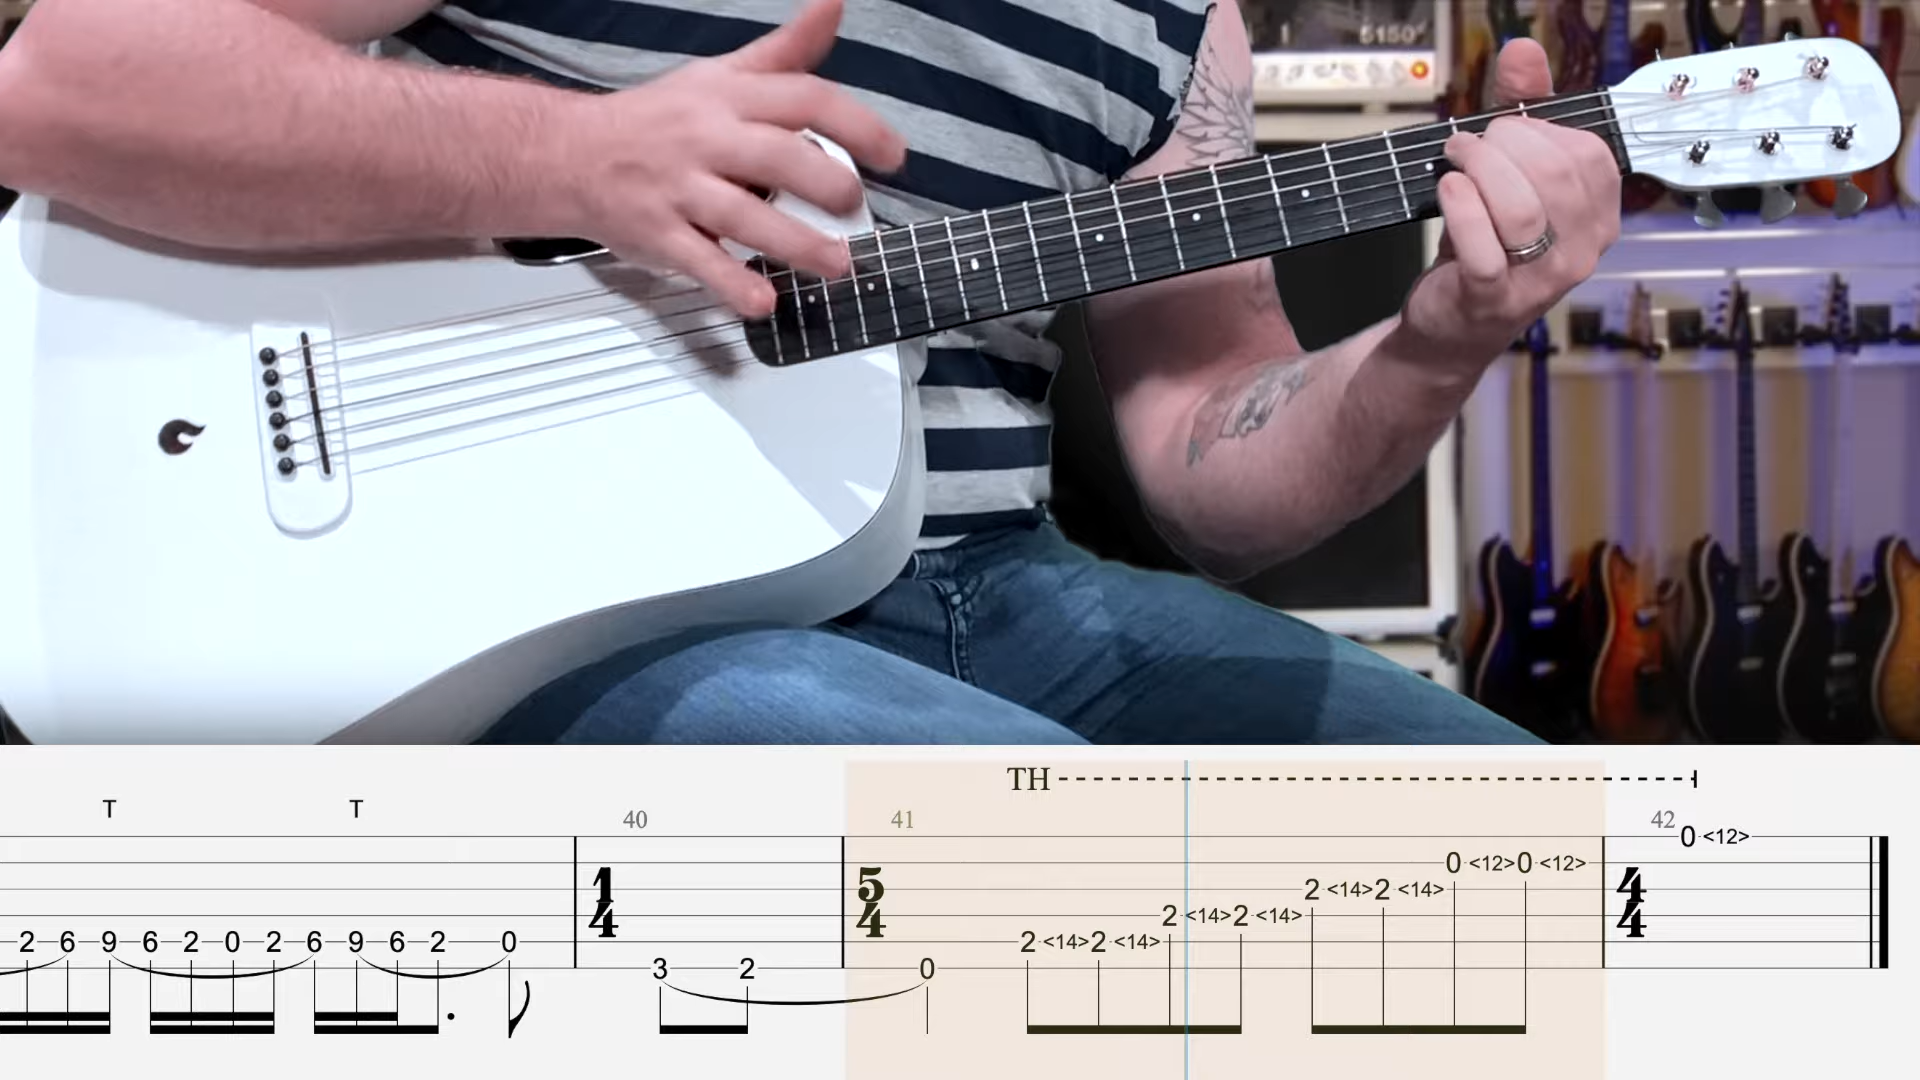 5150
TH
T T
40 41 42
0 <12>
0 <12> 0 <12>
1 5 2 <14> 2 <14> 4
4 4 2 <14> 2 <14> 4
2 6 9 6 2 0 2 6 9 6 2 0 2 <14> 2 <14>
3 2 0